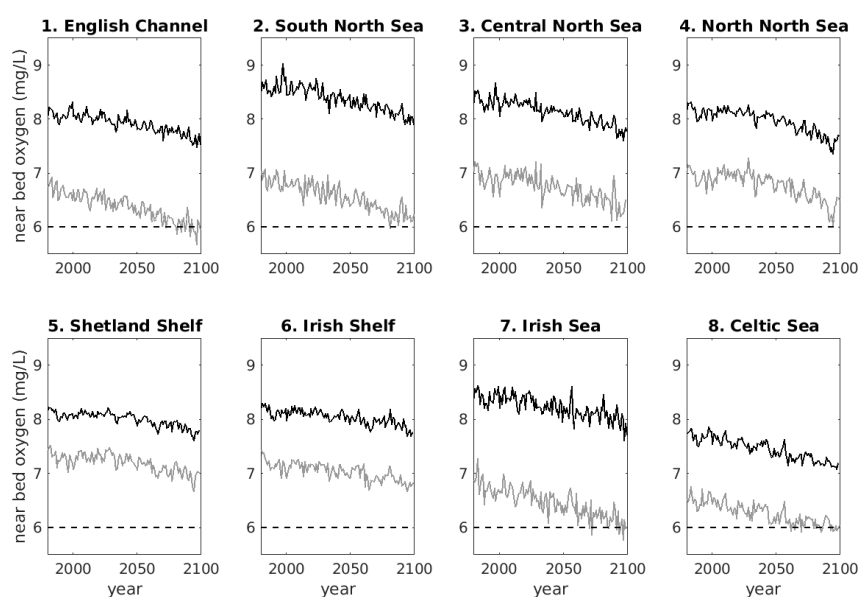 1. English Channel
2. South North Sea
3. Central North Sea
4. North North Sea
near bed oxygen (mg/L)
9
8
7
6
2000 2050 2100
9
8
7
6
2000 2050 2100
9
8
7
6
2000 2050 2100
9
8
7
6
2000 2050 2100
5. Shetland Shelf
6. Irish Shelf
7. Irish Sea
8. Celtic Sea
near bed oxygen (mg/L)
9
8
7
6
2000 2050 2100
year
9
8
7
6
2000 2050 2100
year
9
8
7
6
2000 2050 2100
year
9
8
7
6
2000 2050 2100
year